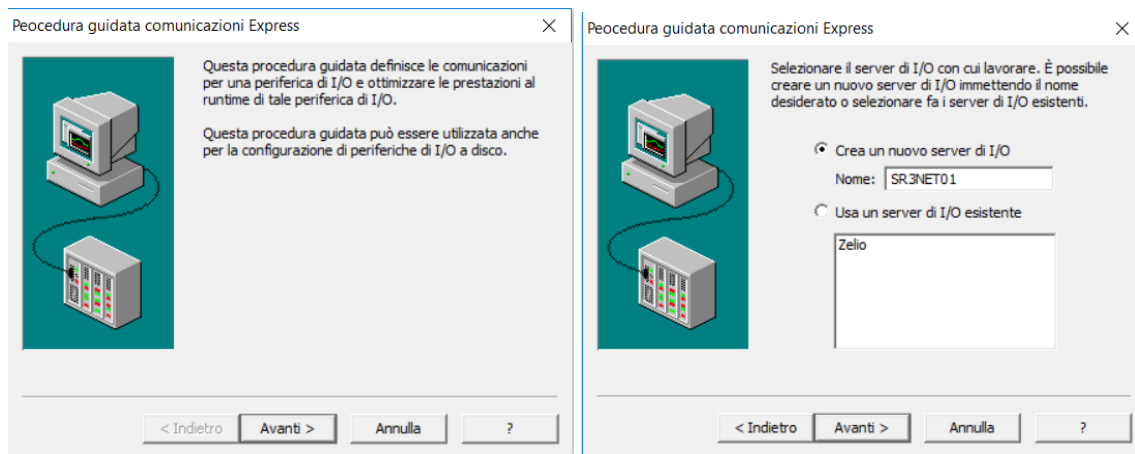 Peocedura guidata comunicazioni Express
Questa procedura guidata definisce le comunicazioni
per una periferica di I/O e ottimizzare le prestazioni al
runtime di tale periferica di I/O.
Questa procedura guidata può essere utilizzata anche
per la configurazione di periferiche di I/O a disco.
< Indietro
Avanti >
Annulla
?
Peocedura guidata comunicazioni Express
Selezionare il server di I/O con cui lavorare. È possibile
creare un nuovo server di I/O immettendo il nome
desiderato o selezionare fa i server di I/O esistenti.
Crea un nuovo server di I/O
Nome: SR3NET01
Usa un server di I/O esistente
Zelio
< Indietro
Avanti >
Annulla
?